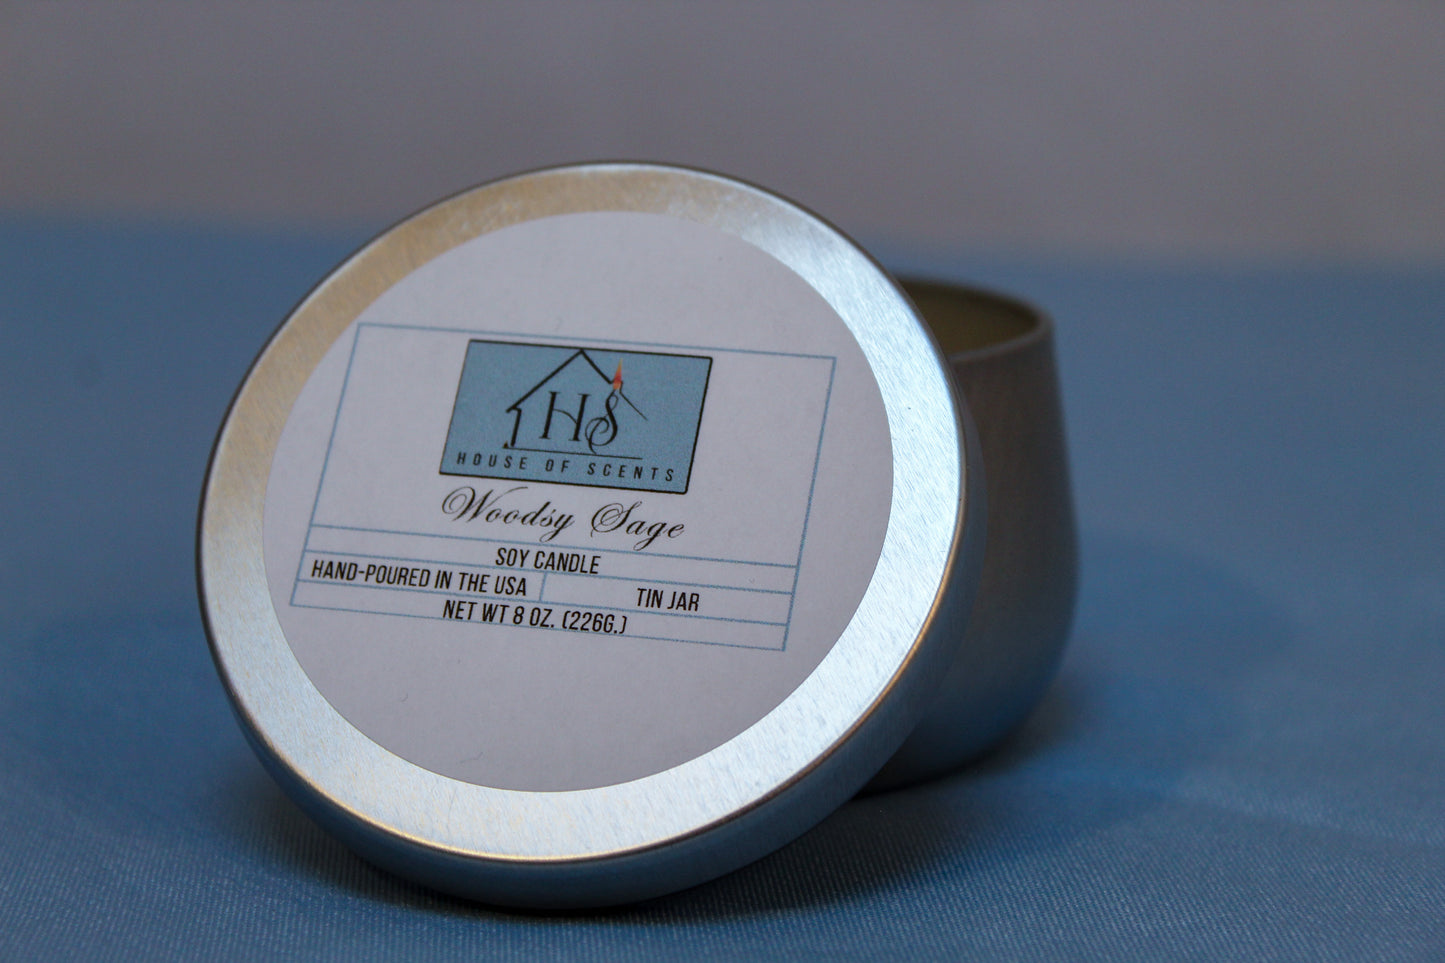 HS
HOUSE OF SCENTS
Woodsy Sage
SOY CANDLE
HAND-POURED IN THE USA
TIN JAR
NET WT 8 OZ. (226G.)